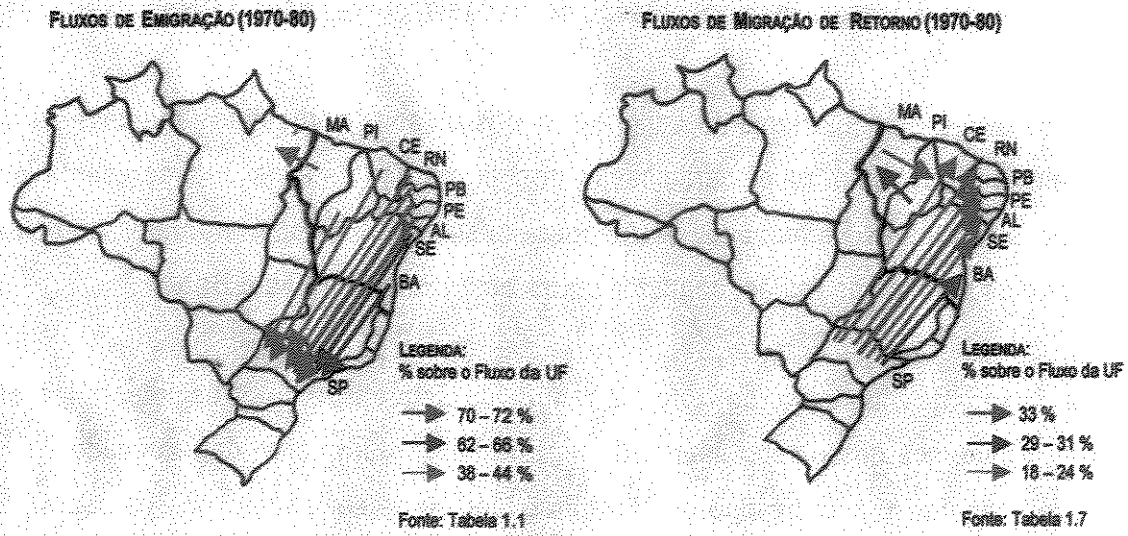 FLUXOS DE EMIGRAÇÃO (1970-80)
MA
PI
CE
RN
PB
PE
AL
SE
BA
SP
LEGENDA:
% sobre o Fluxo da UF
70 – 72 %
62 – 66 %
38 – 44 %
Fonte: Tabela 1.1
FLUXOS DE MIGRAÇÃO DE RETORNO (1970-80)
MA
PI
CE
RN
PB
PE
AL
SE
BA
SP
LEGENDA:
% sobre o Fluxo da UF
33 %
29 – 31 %
18 – 24 %
Fonte: Tabela 1.7